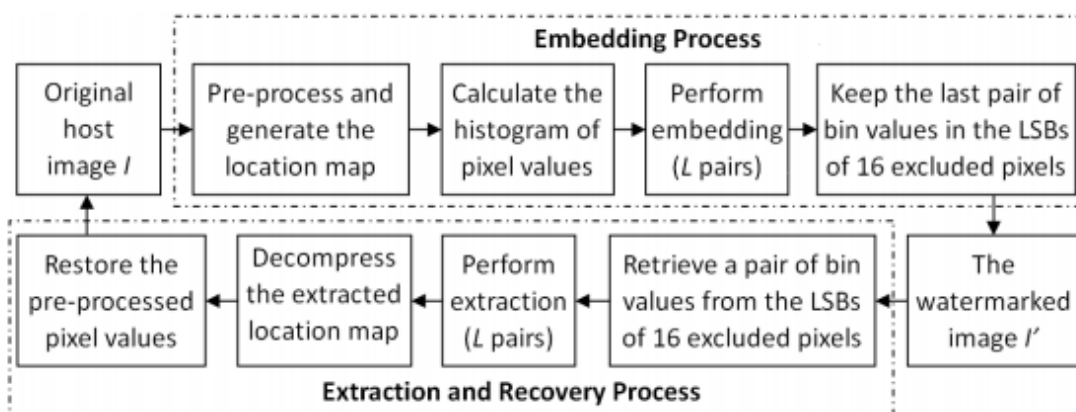 Embedding Process
Original
host
image I
Pre-process and
generate the
location map
Calculate the
histogram of
pixel values
Perform
embedding
(L pairs)
Keep the last pair of
bin values in the LSBs
of 16 excluded pixels
Restore the
pre-processed
pixel values
Decompress
the extracted
location map
Perform
extraction
(L pairs)
Retrieve a pair of bin
values from the LSBs
of 16 excluded pixels
The
watermarked
image I′
Extraction and Recovery Process